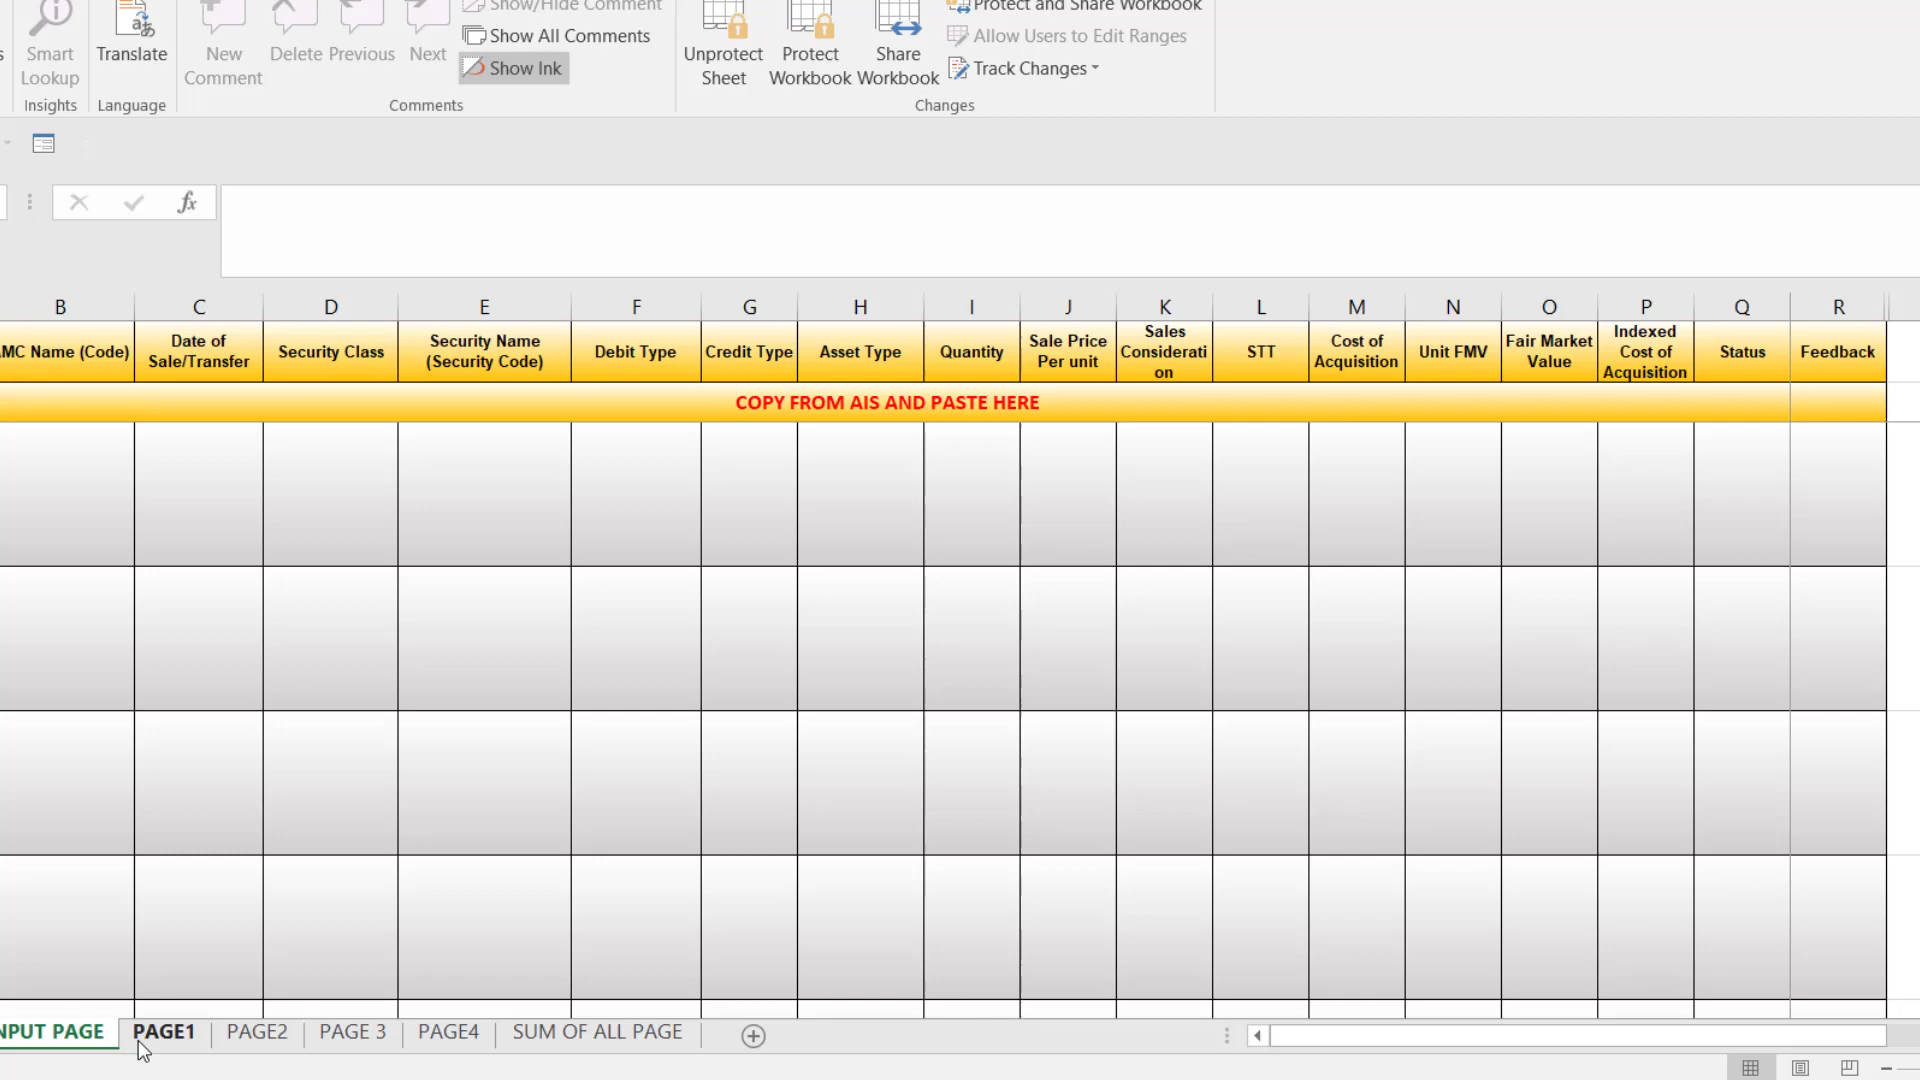 Show/Hide Comment
Protect and Share Workbook
Smart Lookup
Translate
New Comment
Delete
Previous
Next
Show All Comments
Show Ink
Unprotect Sheet
Protect Workbook
Share Workbook
Allow Users to Edit Ranges
Track Changes
Insights
Language
Comments
Changes
fx
B C D E F G H I J K L M N O P Q R
MC Name (Code)
Date of Sale/Transfer
Security Class
Security Name (Security Code)
Debit Type
Credit Type
Asset Type
Quantity
Sale Price Per unit
Sales Considerati on
STT
Cost of Acquisition
Unit FMV
Fair Market Value
Indexed Cost of Acquisition
Status
Feedback
COPY FROM AIS AND PASTE HERE
NPUT PAGE
PAGE1
PAGE2
PAGE 3
PAGE4
SUM OF ALL PAGE